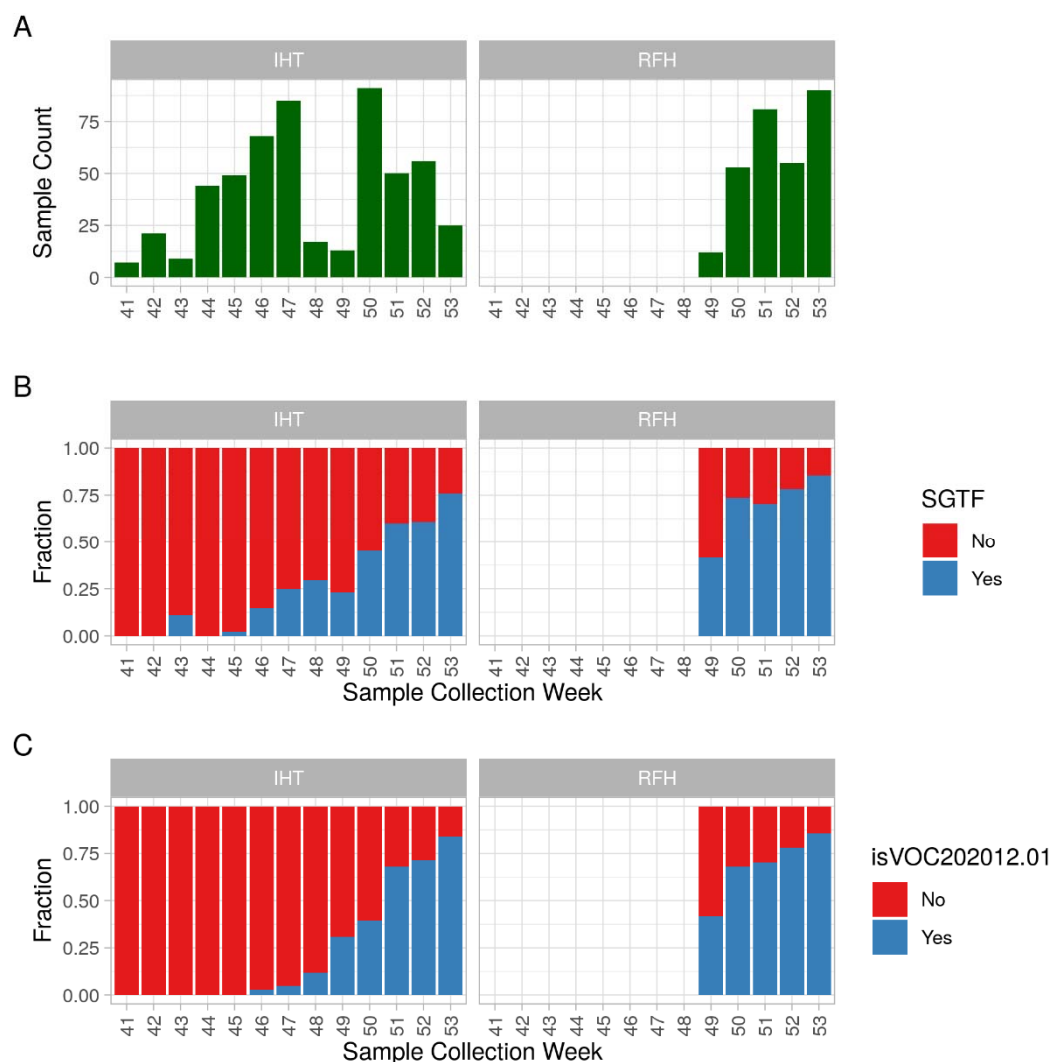 A
IHT RFH
Sample Count
75
50
25
0
41 42 43 44 45 46 47 48 49 50 51 52 53 41 42 43 44 45 46 47 48 49 50 51 52 53
B
IHT RFH
Fraction
1.00
0.75
0.50
0.25
0.00
41 42 43 44 45 46 47 48 49 50 51 52 53 41 42 43 44 45 46 47 48 49 50 51 52 53
Sample Collection Week
SGTF
No
Yes
C
IHT RFH
Fraction
1.00
0.75
0.50
0.25
0.00
41 42 43 44 45 46 47 48 49 50 51 52 53 41 42 43 44 45 46 47 48 49 50 51 52 53
Sample Collection Week
isVOC202012.01
No
Yes